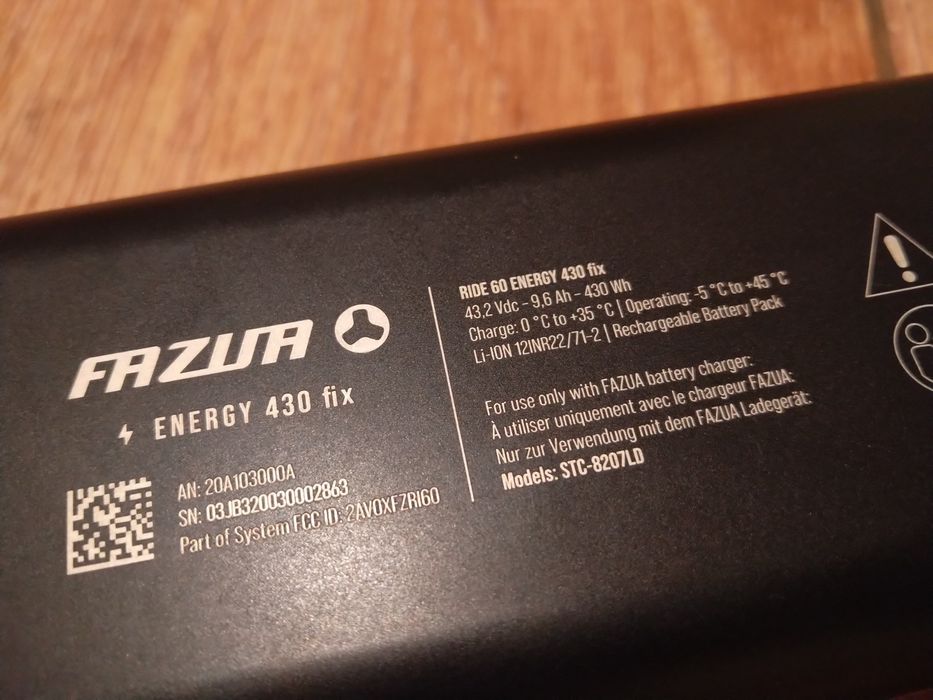 FAZUA
ENERGY 430 fix
AN: 20A103000A
SN: 03JB320030002863
Part of System FCC ID: 2AVOXFZRI60
RIDE 60 ENERGY 430 fix
43,2 Vdc – 9,6 Ah – 430 Wh
Charge: 0 °C to +35 °C | Operating: -5 °C to +45 °C
Li-ION 12INR22/71-2 | Rechargeable Battery Pack
For use only with FAZUA battery charger:
À utiliser uniquement avec le chargeur FAZUA:
Nur zur Verwendung mit dem FAZUA Ladegerät:
Models: STC-8207LD